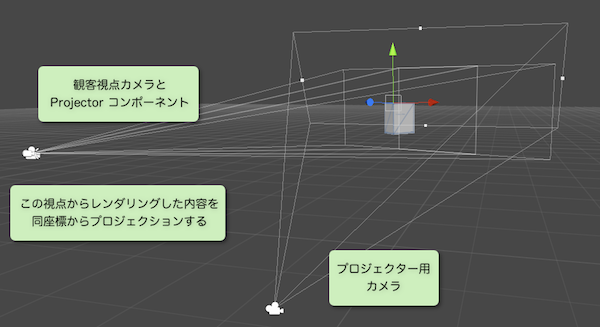 観客視点カメラと
Projector コンポーネント
この視点からレンダリングした内容を
同座標からプロジェクションする
プロジェクター用
カメラ